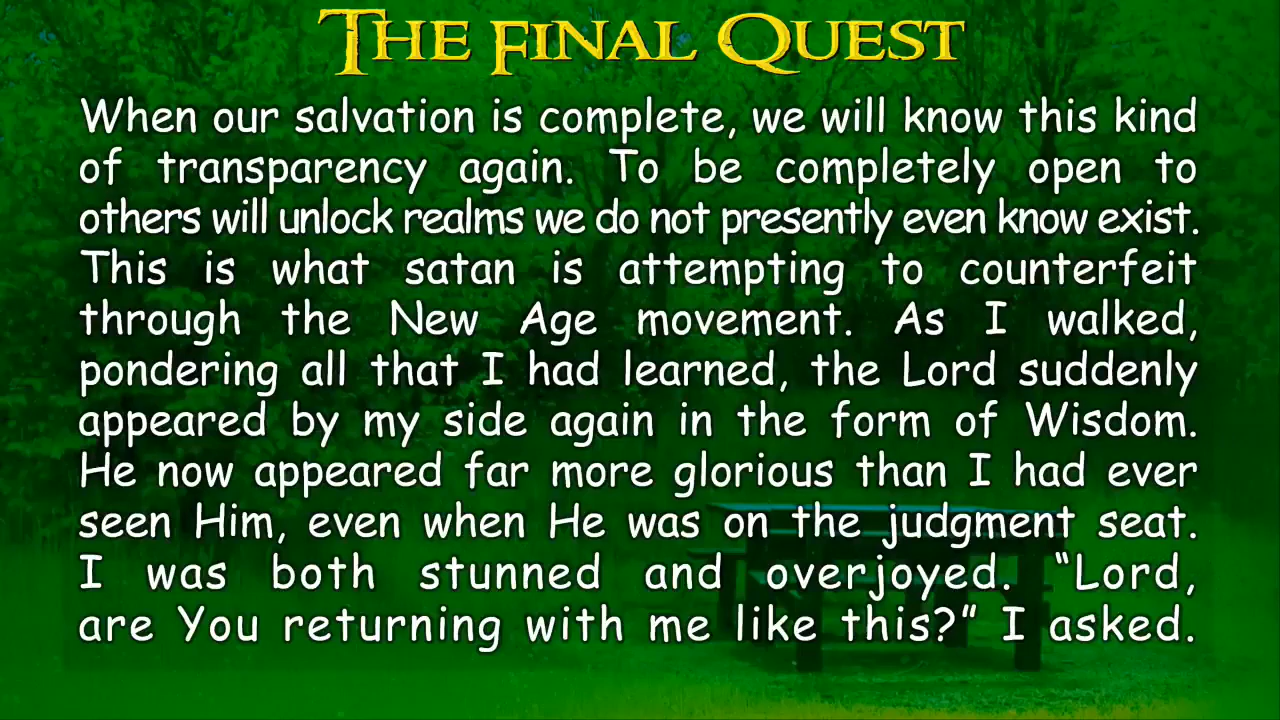 The Final Quest
When our salvation is complete, we will know this kind
of transparency again. To be completely open to
others will unlock realms we do not presently even know exist.
This is what satan is attempting to counterfeit
through the New Age movement. As I walked,
pondering all that I had learned, the Lord suddenly
appeared by my side again in the form of Wisdom.
He now appeared far more glorious than I had ever
seen Him, even when He was on the judgment seat.
I was both stunned and overjoyed. “Lord,
are You returning with me like this?” I asked.